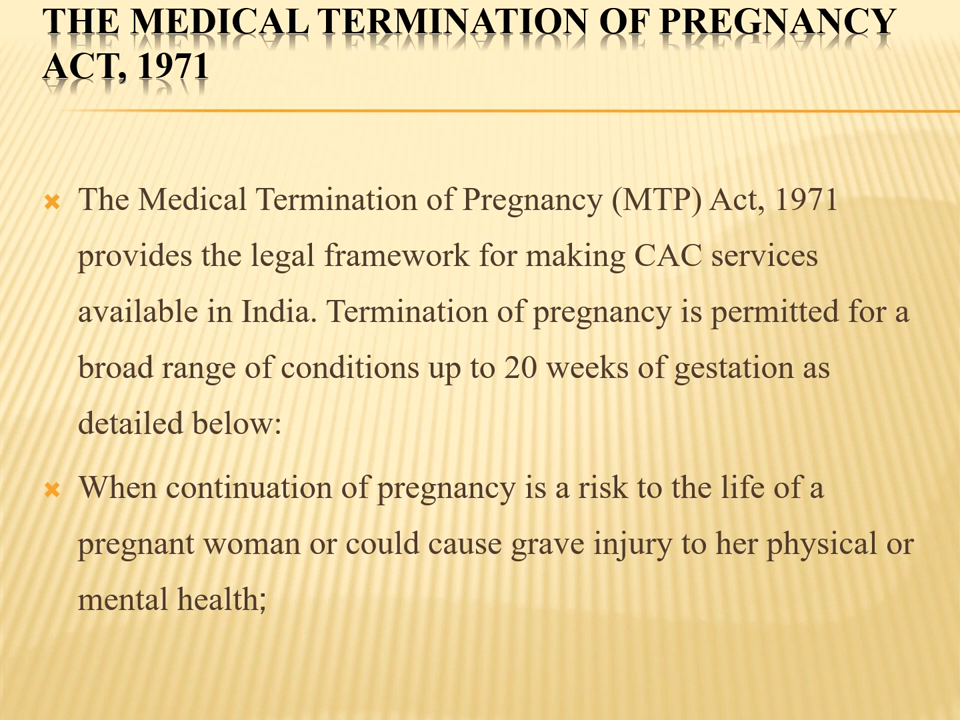 THE MEDICAL TERMINATION OF PREGNANCY
ACT, 1971
The Medical Termination of Pregnancy (MTP) Act, 1971
provides the legal framework for making CAC services
available in India. Termination of pregnancy is permitted for a
broad range of conditions up to 20 weeks of gestation as
detailed below:
When continuation of pregnancy is a risk to the life of a
pregnant woman or could cause grave injury to her physical or
mental health;